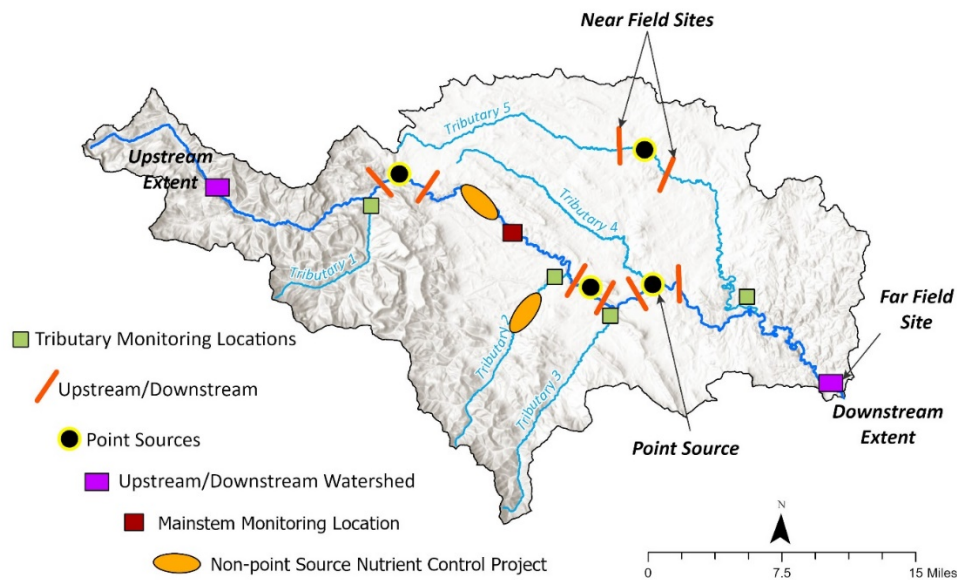 Near Field Sites
Tributary 5
Upstream
Extent
Tributary 4
Tributary 1
Far Field
Site
Tributary 2
Tributary 3
Tributary Monitoring Locations
Upstream/Downstream
Downstream
Extent
Point Sources
Point Source
Upstream/Downstream Watershed
Mainstem Monitoring Location
N
Non-point Source Nutrient Control Project
0 7.5 15 Miles